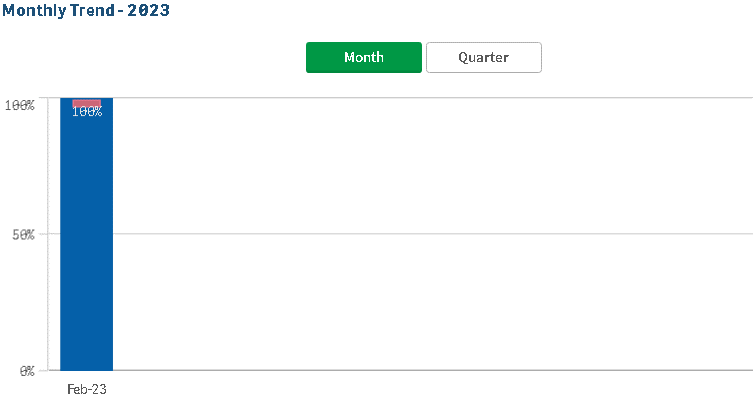 Monthly Trend - 2023
Month Quarter
100%
100%
50%
0%
Feb-23